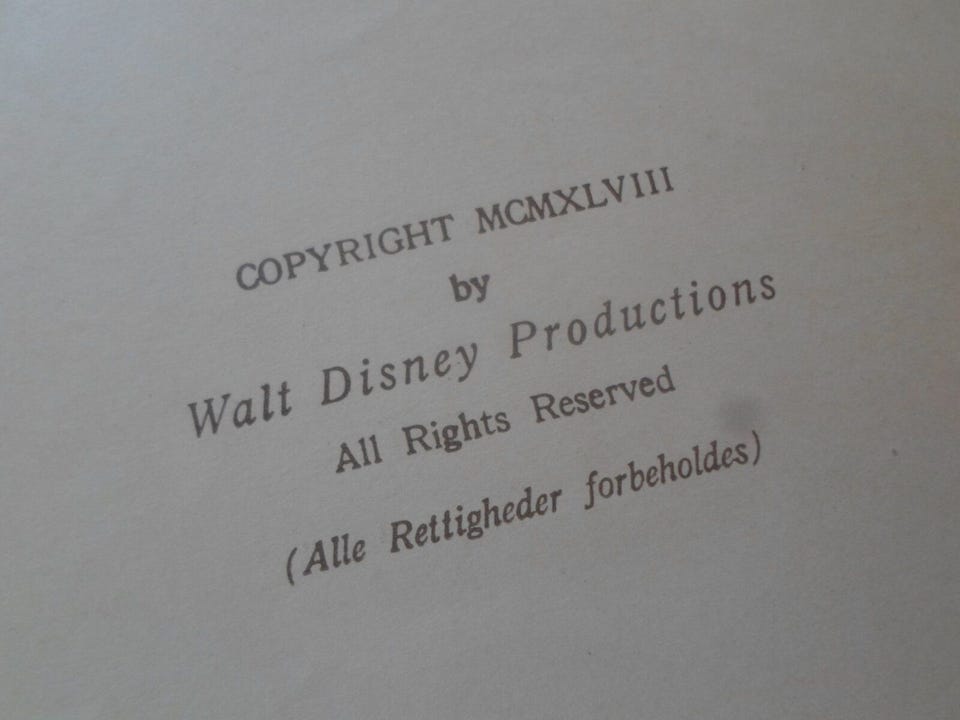 COPYRIGHT MCMXLVIII
by
Walt Disney Productions
All Rights Reserved
(Alle Rettigheder forbeholdes)